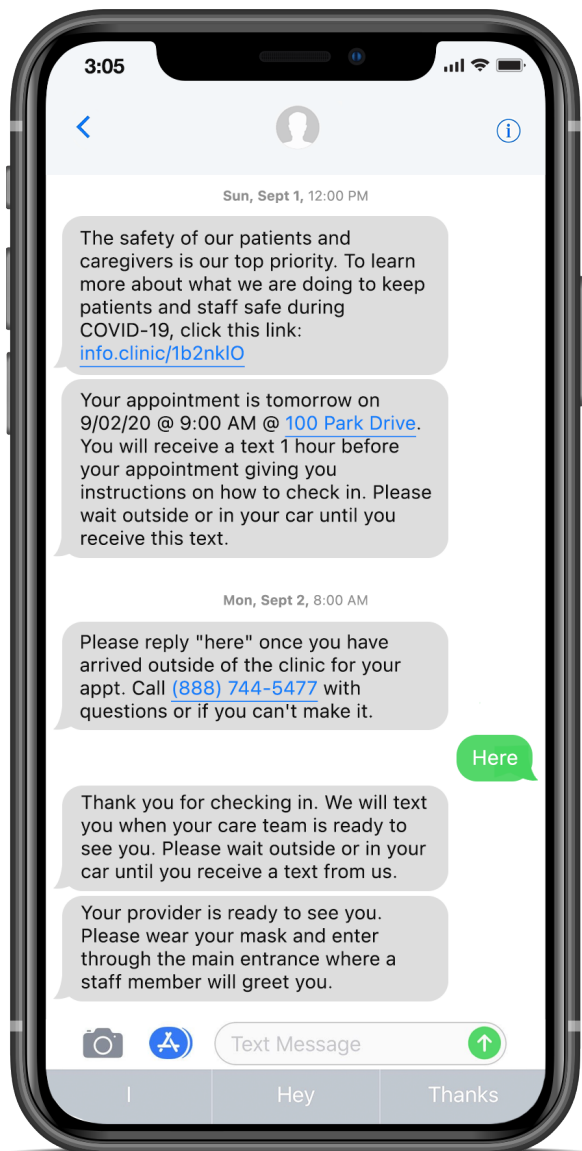 3:05
Sun, Sept 1, 12:00 PM
The safety of our patients and
caregivers is our top priority. To learn
more about what we are doing to keep
patients and staff safe during
COVID-19, click this link:
info.clinic/1b2nklO
Your appointment is tomorrow on
9/02/20 @ 9:00 AM @ 100 Park Drive.
You will receive a text 1 hour before
your appointment giving you
instructions on how to check in. Please
wait outside or in your car until you
receive this text.
Mon, Sept 2, 8:00 AM
Please reply "here" once you have
arrived outside of the clinic for your
appt. Call (888) 744-5477 with
questions or if you can't make it.
Here
Thank you for checking in. We will text
you when your care team is ready to
see you. Please wait outside or in your
car until you receive a text from us.
Your provider is ready to see you.
Please wear your mask and enter
through the main entrance where a
staff member will greet you.
Text Message
I Hey Thanks